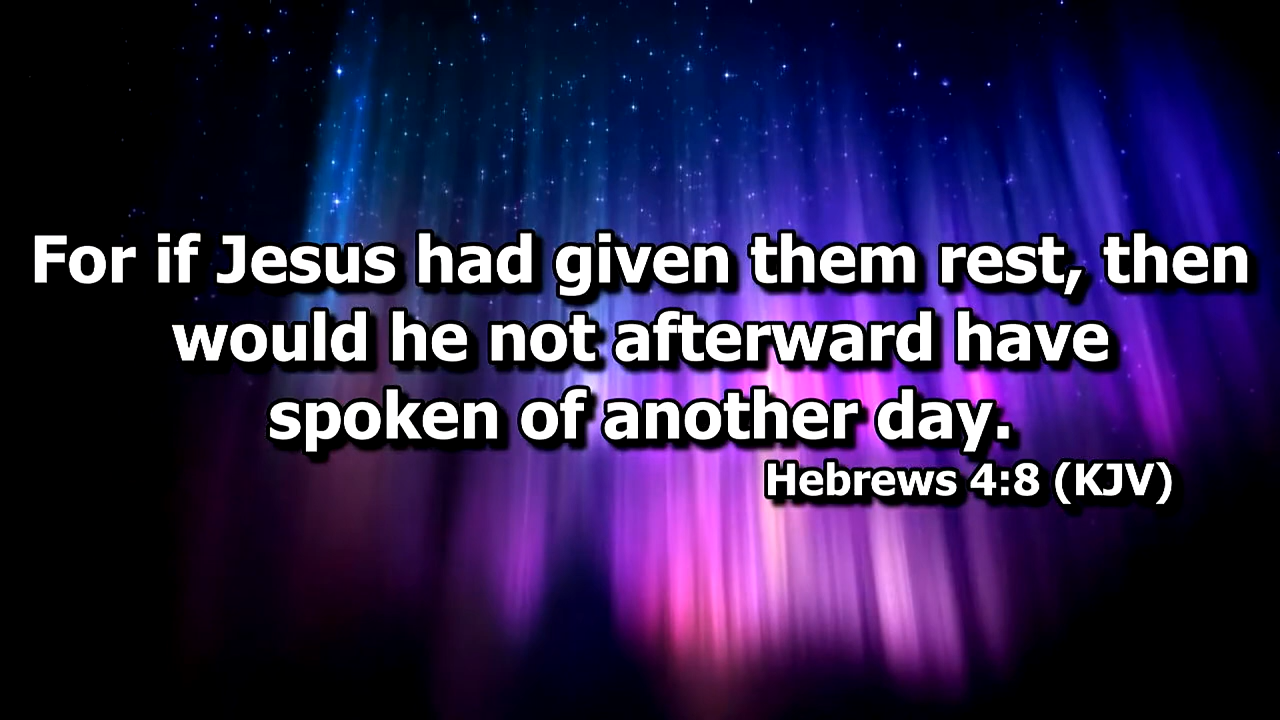 For if Jesus had given them rest, then
would he not afterward have
spoken of another day.
Hebrews 4:8 (KJV)